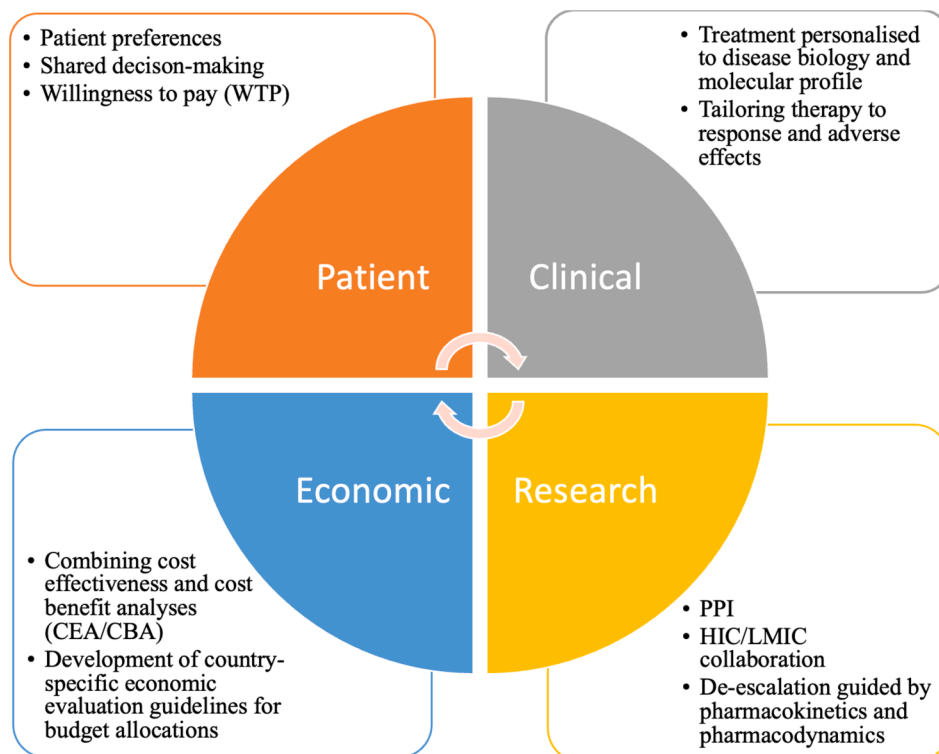 • Patient preferences
• Shared decison-making
• Willingness to pay (WTP)
• Treatment personalised
to disease biology and
molecular profile
• Tailoring therapy to
response and adverse
effects
Patient
Clinical
Economic
Research
• Combining cost
effectiveness and cost
benefit analyses
(CEA/CBA)
• Development of country-
specific economic
evaluation guidelines for
budget allocations
• PPI
• HIC/LMIC
collaboration
• De-escalation guided by
pharmacokinetics and
pharmacodynamics